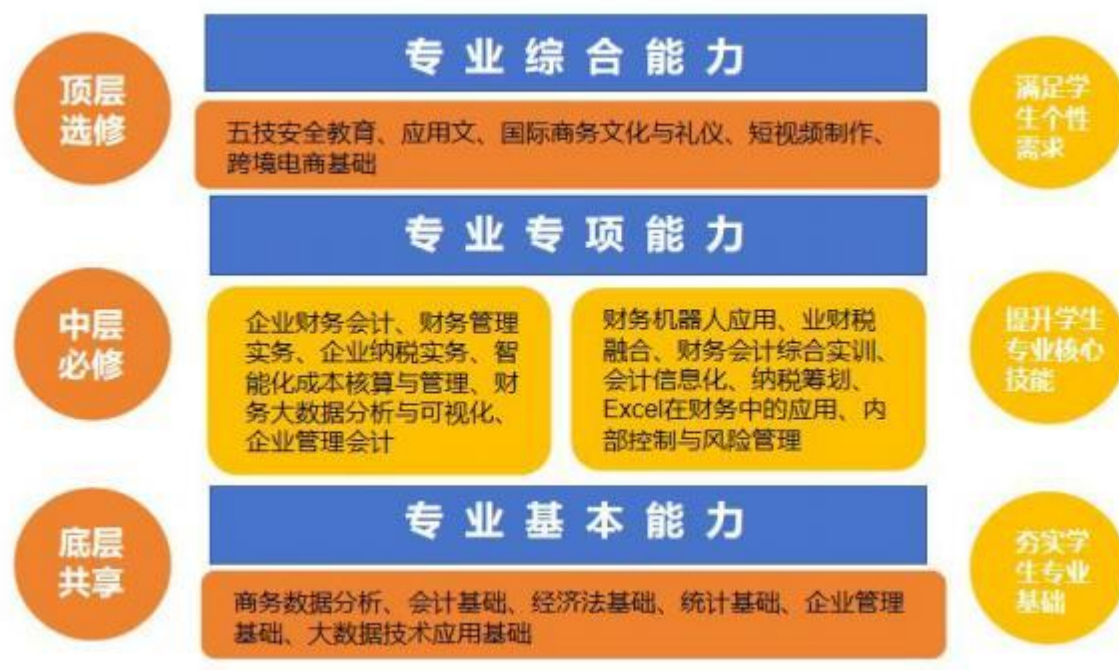 顶层
选修
专业综合能力
五技安全教育、应用文、国际商务文化与礼仪、短视频制作、
跨境电商基础
满足学
生个性
需求
专业专项能力
中层
必修
企业财务会计、财务管理
实务、企业纳税实务、智
能化成本核算与管理、财
务大数据分析与可视化、
企业管理会计
财务机器人应用、业财税
融合、财务会计综合实训、
会计信息化、纳税筹划、
Excel在财务中的应用、内
部控制与风险管理
提升学生
专业核心
技能
底层
共享
专业基本能力
商务数据分析、会计基础、经济法基础、统计基础、企业管理
基础、大数据技术应用基础
夯实学
生专业
基础